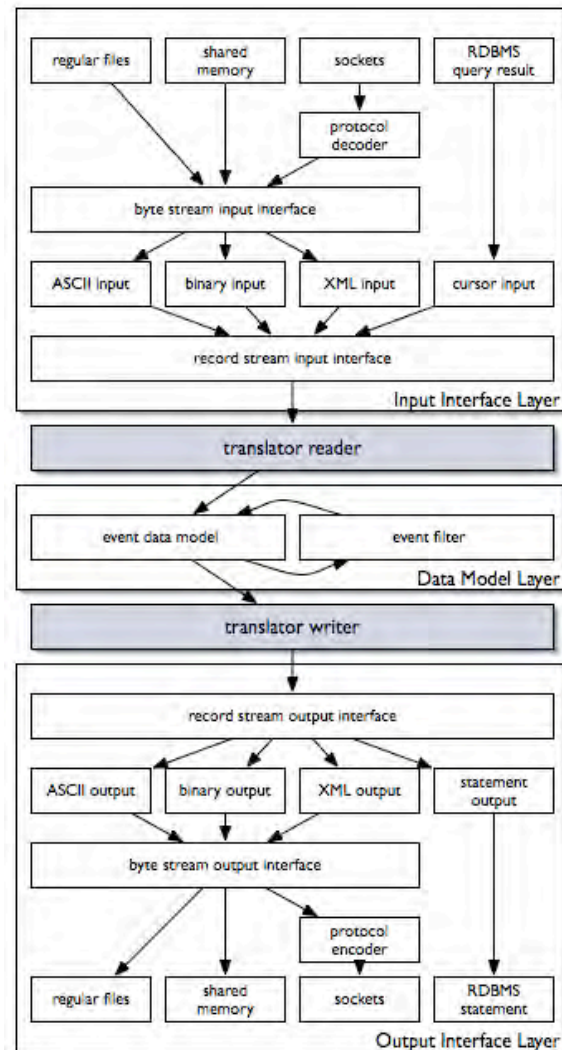 regular files
shared
memory
sockets
RDBMS
query result
protocol
decoder
byte stream input interface
ASCII input
binary input
XML input
cursor input
record stream input interface
Input Interface Layer
translator reader
event data model
event filter
Data Model Layer
translator writer
record stream output interface
ASCII output
binary output
XML output
statement
output
byte stream output interface
protocol
encoder
regular files
shared
memory
sockets
RDBMS
statement
Output Interface Layer